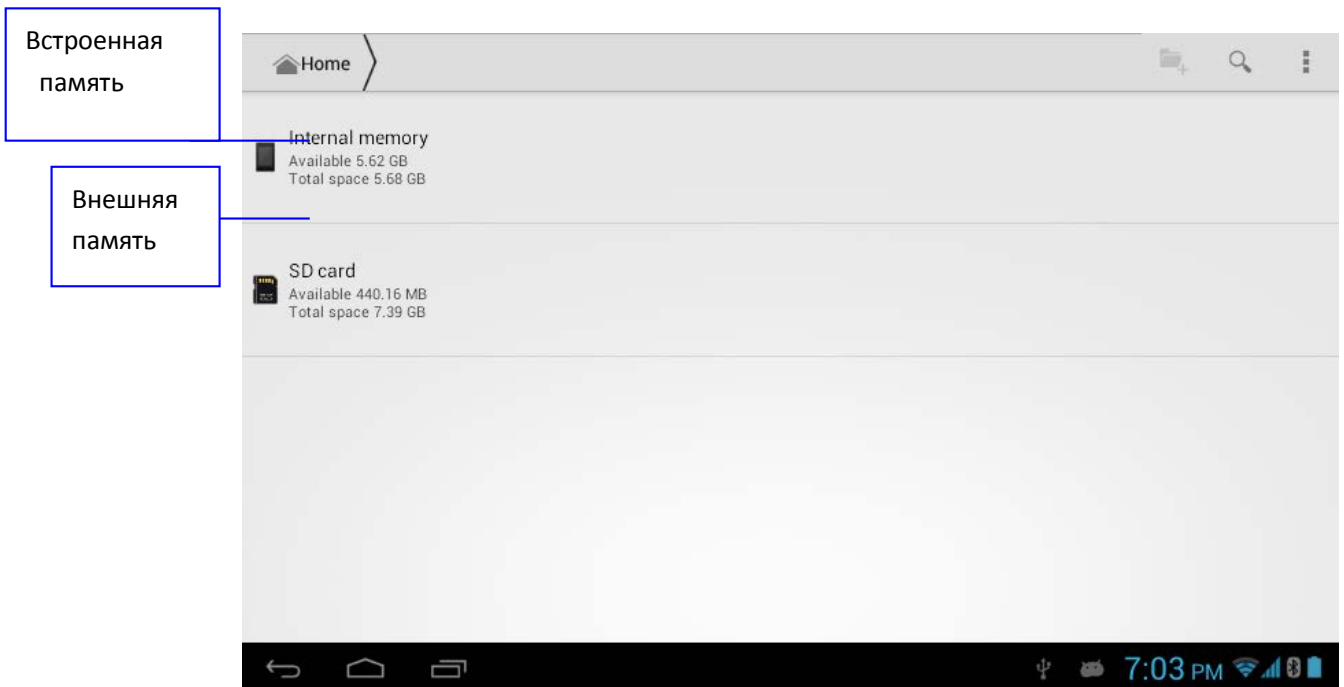 Встроенная
память
Внешняя
память
Home
Internal memory
Available 5.62 GB
Total space 5.68 GB
SD card
Available 440.16 MB
Total space 7.39 GB
7:03 PM